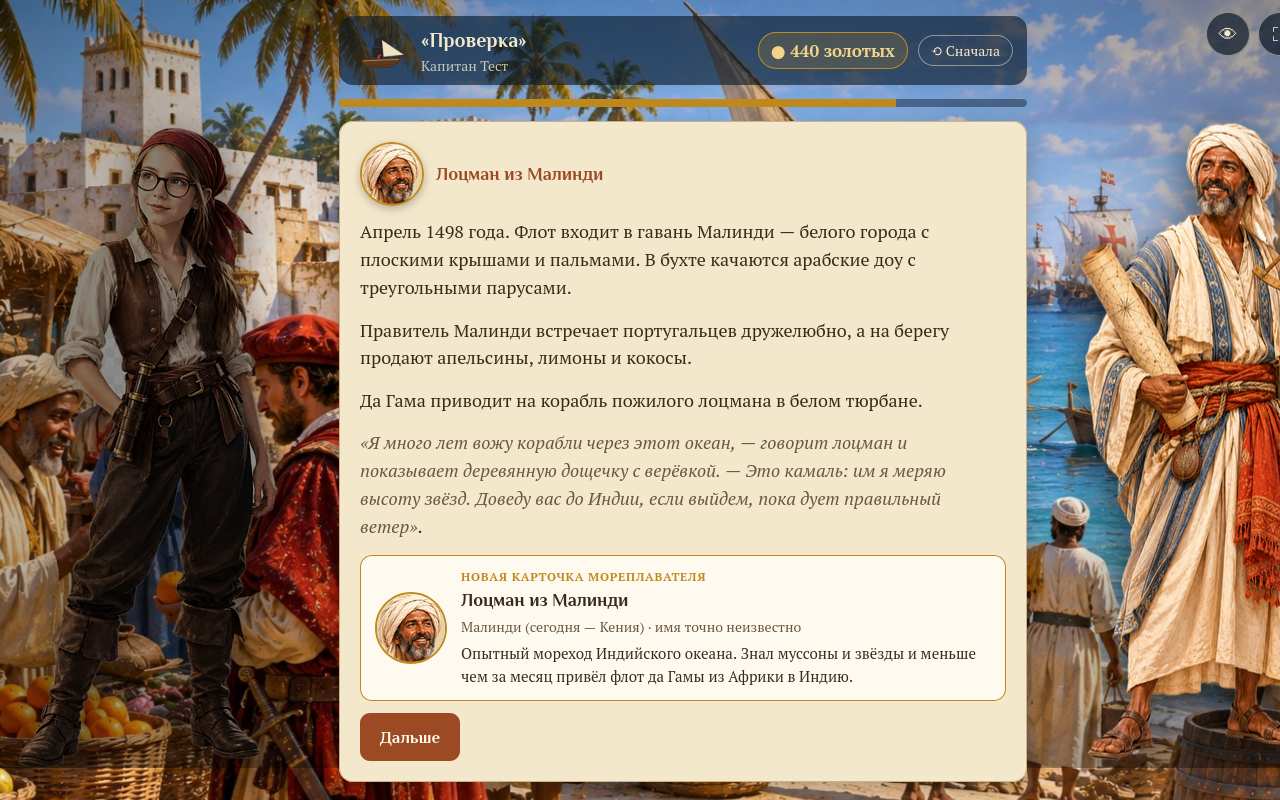 «Проверка»
Капитан Тест
440 золотых
⟲ Сначала
Лоцман из Малинди
Апрель 1498 года. Флот входит в гавань Малинди — белого города с
плоскими крышами и пальмами. В бухте качаются арабские доу с
треугольными парусами.
Правитель Малинди встречает португальцев дружелюбно, а на берегу
продают апельсины, лимоны и кокосы.
Да Гама приводит на корабль пожилого лоцмана в белом тюрбане.
«Я много лет вожу корабли через этот океан, — говорит лоцман и
показывает деревянную дощечку с верёвкой. — Это камаль: им я меряю
высоту звёзд. Доведу вас до Индии, если выйдем, пока дует правильный
ветер».
НОВАЯ КАРТОЧКА МОРЕПЛАВАТЕЛЯ
Лоцман из Малинди
Малинди (сегодня — Кения) · имя точно неизвестно
Опытный мореход Индийского океана. Знал муссоны и звёзды и меньше
чем за месяц привёл флот да Гамы из Африки в Индию.
Дальше